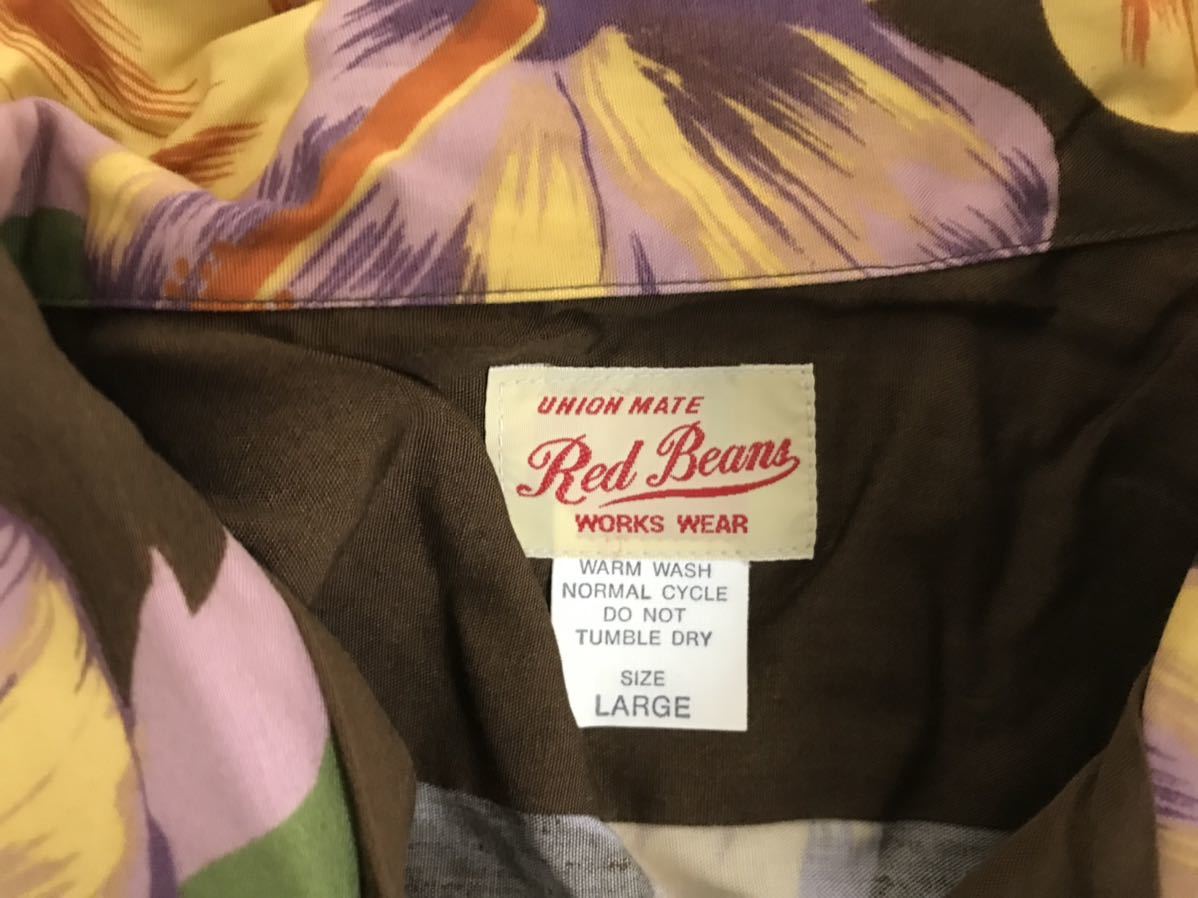 UNION MATE
Red Beans
WORKS WEAR
WARM WASH
NORMAL CYCLE
DO NOT
TUMBLE DRY
SIZE
LARGE